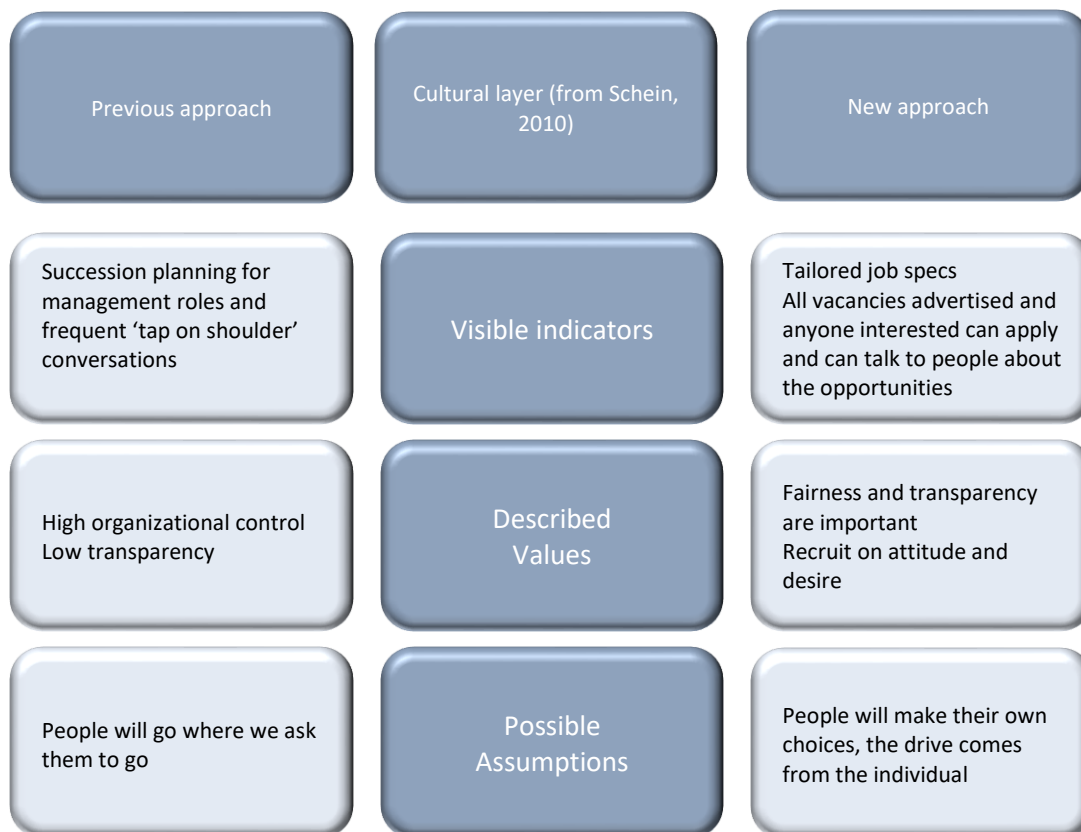 Previous approach
Cultural layer (from Schein,
2010)
New approach
Succession planning for
management roles and
frequent ‘tap on shoulder’
conversations
Visible indicators
Tailored job specs
All vacancies advertised and
anyone interested can apply
and can talk to people about
the opportunities
High organizational control
Low transparency
Described
Values
Fairness and transparency
are important
Recruit on attitude and
desire
People will go where we ask
them to go
Possible
Assumptions
People will make their own
choices, the drive comes
from the individual